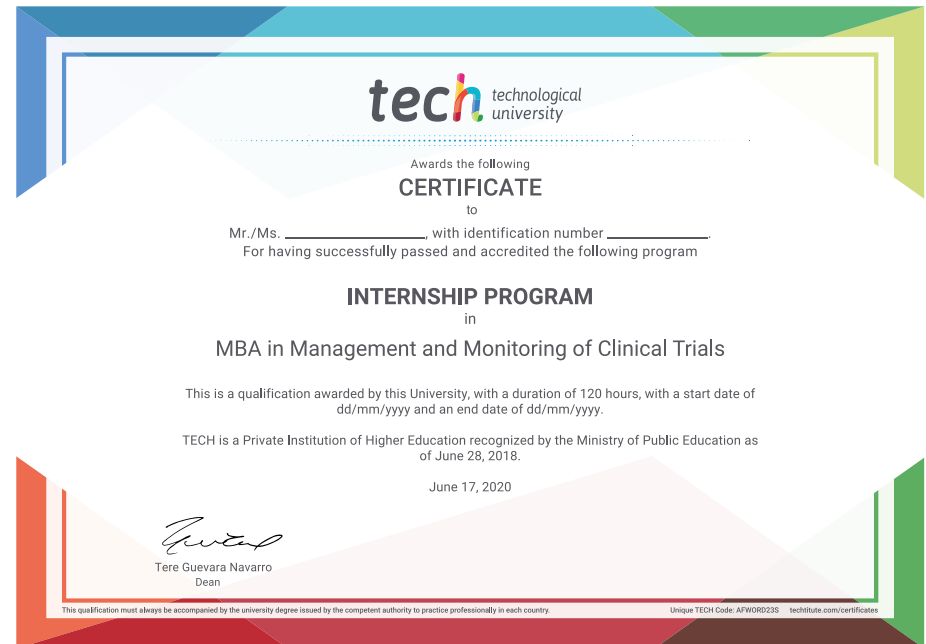 tech technological
university
Awards the following
CERTIFICATE
to
Mr./Ms. ____________________, with identification number ______________.
For having successfully passed and accredited the following program
INTERNSHIP PROGRAM
in
MBA in Management and Monitoring of Clinical Trials
This is a qualification awarded by this University, with a duration of 120 hours, with a start date of
dd/mm/yyyy and an end date of dd/mm/yyyy.
TECH is a Private Institution of Higher Education recognized by the Ministry of Public Education as
of June 28, 2018.
June 17, 2020
Tere Guevara Navarro
Dean
This qualification must always be accompanied by the university degree issued by the competent authority to practice professionally in each country. Unique TECH Code: AFWORD23S techtitute.com/certificates